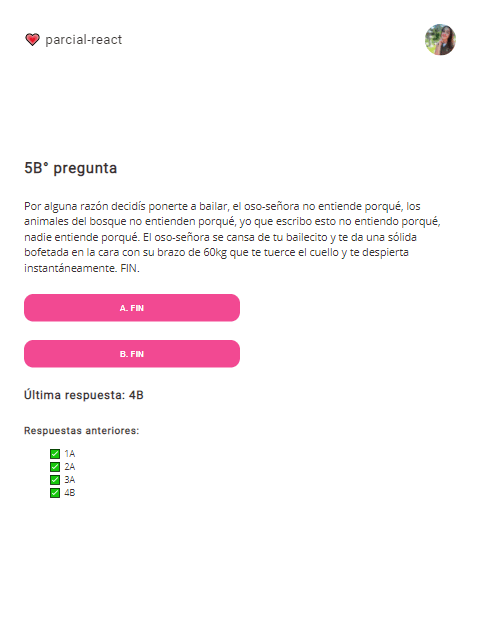 parcial-react
5B° pregunta
Por alguna razón decidís ponerte a bailar, el oso-señora no entiende porqué, los
animales del bosque no entienden porqué, yo que escribo esto no entiendo porqué,
nadie entiende porqué. El oso-señora se cansa de tu bailecito y te da una sólida
bofetada en la cara con su brazo de 60kg que te tuerce el cuello y te despierta
instantáneamente. FIN.
A. FIN
B. FIN
Última respuesta: 4B
Respuestas anteriores:
1A
2A
3A
4B